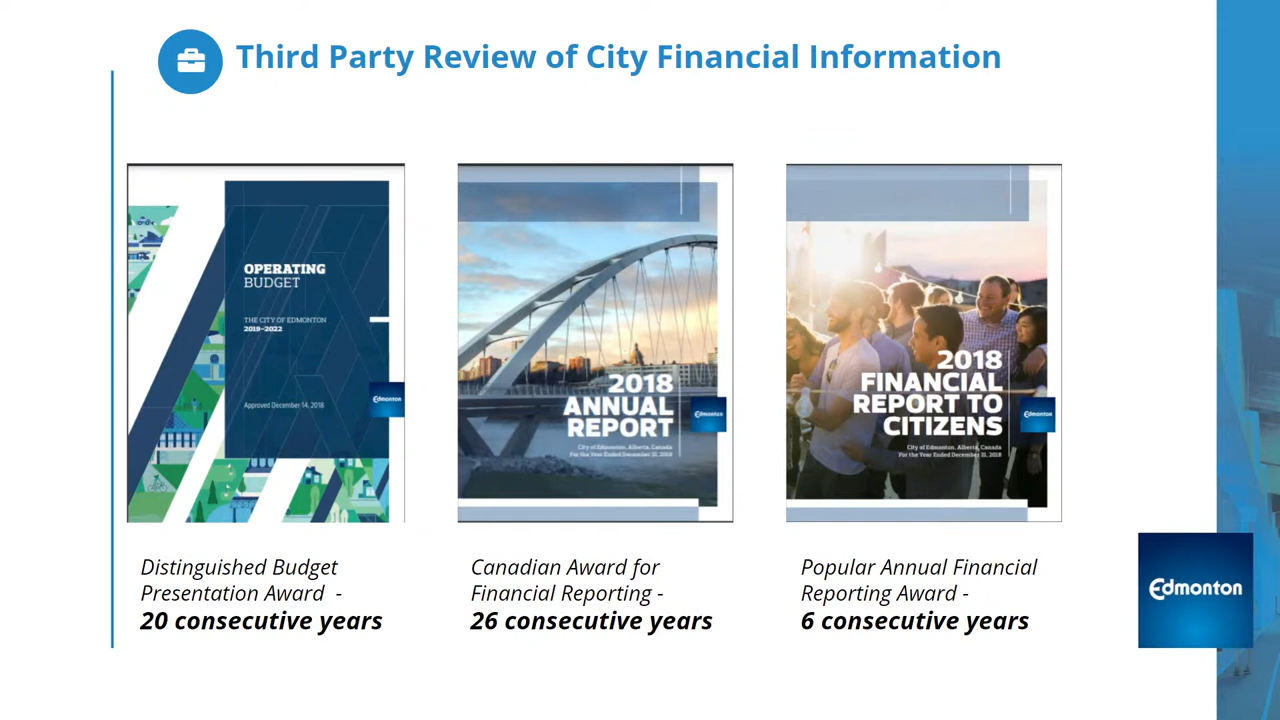 Third Party Review of City Financial Information
OPERATING
BUDGET
THE CITY OF EDMONTON
2019-2022
Approved December 14, 2018
Edmonton
2018
ANNUAL
REPORT
City of Edmonton, Alberta, Canada
For the Year Ended December 31, 2018
Edmonton
2018
FINANCIAL
REPORT TO
CITIZENS
City of Edmonton, Alberta, Canada
For the Year Ended December 31, 2018
Edmonton
Distinguished Budget
Presentation Award -
20 consecutive years
Canadian Award for
Financial Reporting -
26 consecutive years
Popular Annual Financial
Reporting Award -
6 consecutive years
Edmonton